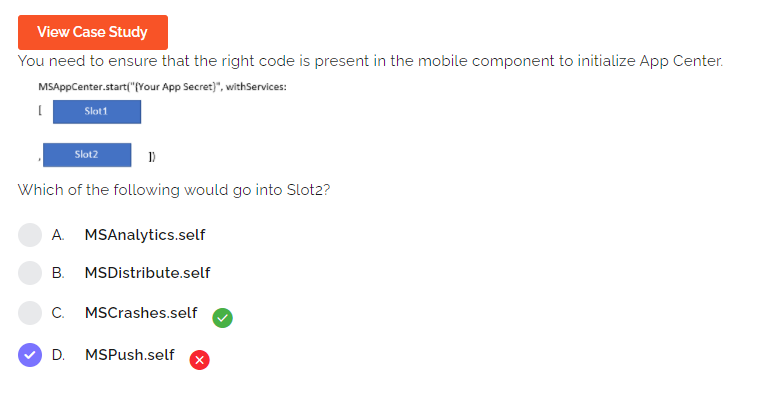 View Case Study
You need to ensure that the right code is present in the mobile component to initialize App Center.
MSAppCenter.start("{Your App Secret}", withServices:
[ Slot1
, Slot2 ])
Which of the following would go into Slot2?
A. MSAnalytics.self
B. MSDistribute.self
C. MSCrashes.self
D. MSPush.self